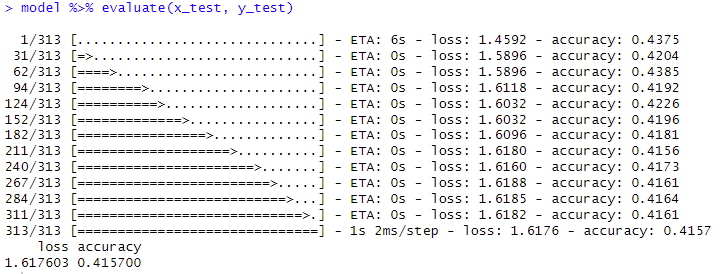 > model %>% evaluate(x_test, y_test)
1/313 [..............................] - ETA: 6s - loss: 1.4592 - accuracy: 0.4375
31/313 [=>............................] - ETA: 0s - loss: 1.5896 - accuracy: 0.4204
62/313 [====>.........................] - ETA: 0s - loss: 1.5896 - accuracy: 0.4385
94/313 [========>.....................] - ETA: 0s - loss: 1.6118 - accuracy: 0.4192
124/313 [==========>...................] - ETA: 0s - loss: 1.6032 - accuracy: 0.4226
152/313 [=============>................] - ETA: 0s - loss: 1.6032 - accuracy: 0.4196
182/313 [================>.............] - ETA: 0s - loss: 1.6096 - accuracy: 0.4181
211/313 [===================>..........] - ETA: 0s - loss: 1.6180 - accuracy: 0.4156
240/313 [======================>.......] - ETA: 0s - loss: 1.6160 - accuracy: 0.4173
267/313 [========================>.....] - ETA: 0s - loss: 1.6188 - accuracy: 0.4161
284/313 [==========================>...] - ETA: 0s - loss: 1.6185 - accuracy: 0.4164
311/313 [============================>.] - ETA: 0s - loss: 1.6182 - accuracy: 0.4161
313/313 [==============================] - 1s 2ms/step - loss: 1.6176 - accuracy: 0.4157
loss accuracy
1.617603 0.415700